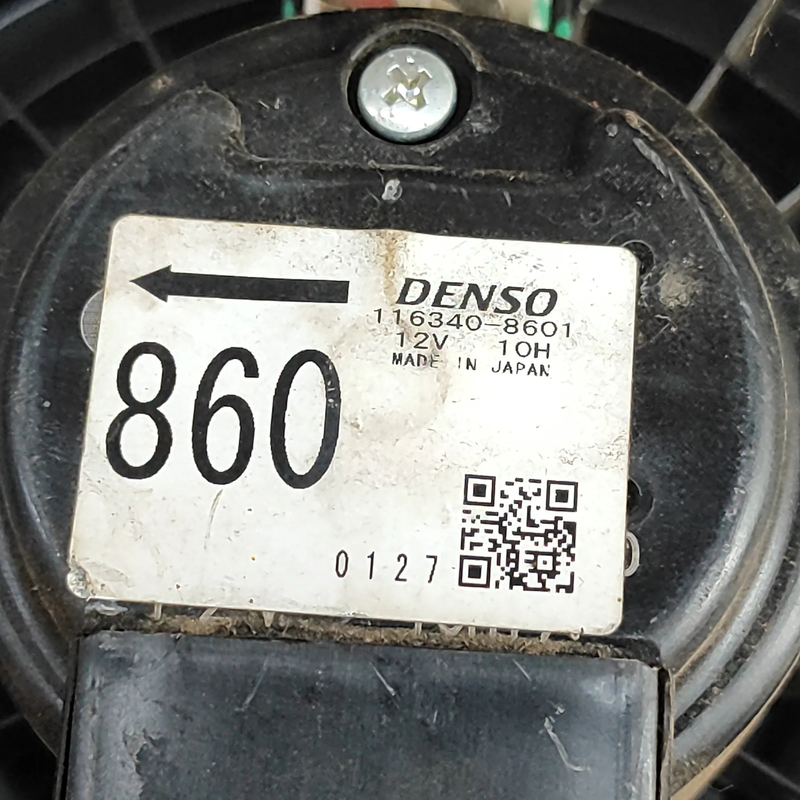 DENSO
116340-8601
12V 10H
MADE IN JAPAN
860
0127